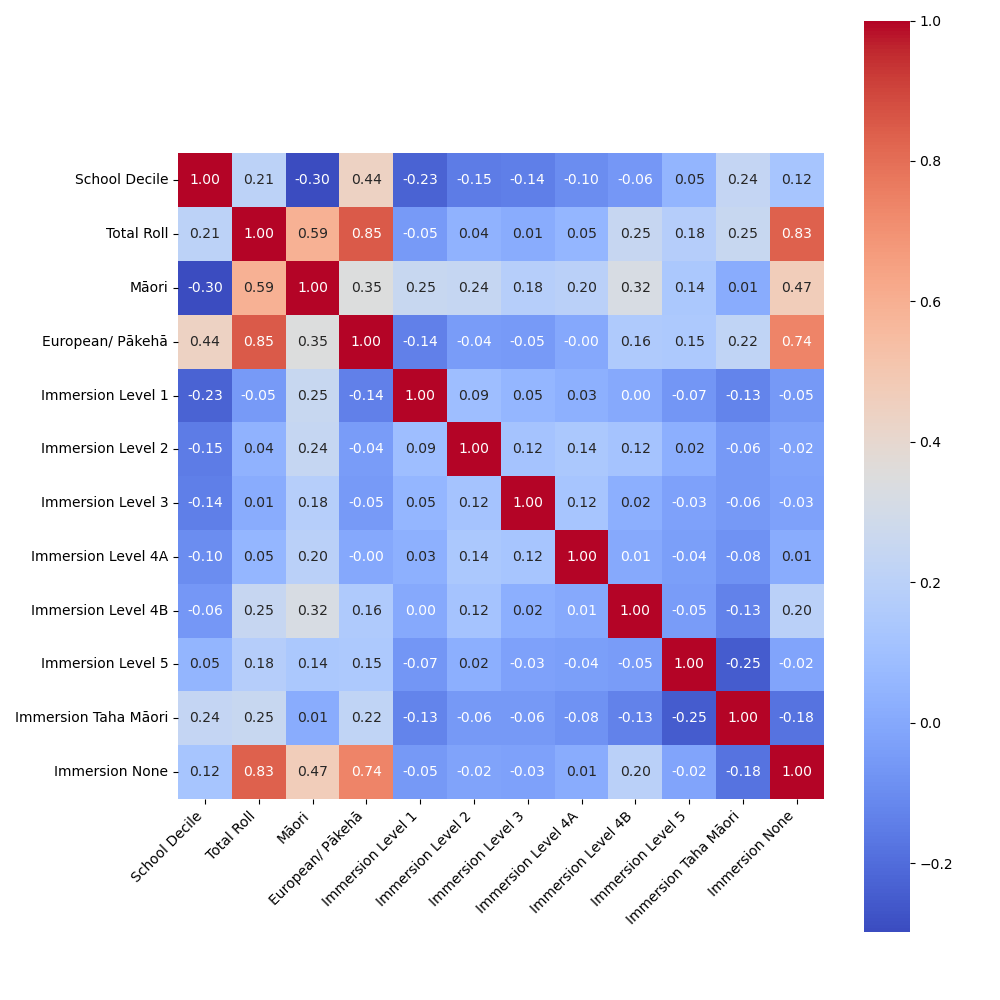 1.0
School Decile 1.00 0.21 -0.30 0.44 -0.23 -0.15 -0.14 -0.10 -0.06 0.05 0.24 0.12
0.8
Total Roll 0.21 1.00 0.59 0.85 -0.05 0.04 0.01 0.05 0.25 0.18 0.25 0.83
Māori -0.30 0.59 1.00 0.35 0.25 0.24 0.18 0.20 0.32 0.14 0.01 0.47
0.6
European/ Pākehā 0.44 0.85 0.35 1.00 -0.14 -0.04 -0.05 -0.00 0.16 0.15 0.22 0.74
Immersion Level 1 -0.23 -0.05 0.25 -0.14 1.00 0.09 0.05 0.03 0.00 -0.07 -0.13 -0.05
0.4
Immersion Level 2 -0.15 0.04 0.24 -0.04 0.09 1.00 0.12 0.14 0.12 0.02 -0.06 -0.02
Immersion Level 3 -0.14 0.01 0.18 -0.05 0.05 0.12 1.00 0.12 0.02 -0.03 -0.06 -0.03
Immersion Level 4A -0.10 0.05 0.20 -0.00 0.03 0.14 0.12 1.00 0.01 -0.04 -0.08 0.01
0.2
Immersion Level 4B -0.06 0.25 0.32 0.16 0.00 0.12 0.02 0.01 1.00 -0.05 -0.13 0.20
Immersion Level 5 0.05 0.18 0.14 0.15 -0.07 0.02 -0.03 -0.04 -0.05 1.00 -0.25 -0.02
Immersion Taha Māori 0.24 0.25 0.01 0.22 -0.13 -0.06 -0.06 -0.08 -0.13 -0.25 1.00 -0.18
0.0
Immersion None 0.12 0.83 0.47 0.74 -0.05 -0.02 -0.03 0.01 0.20 -0.02 -0.18 1.00
−0.2
School Decile
Total Roll
Māori
European/ Pākehā
Immersion Level 1
Immersion Level 2
Immersion Level 3
Immersion Level 4A
Immersion Level 4B
Immersion Level 5
Immersion Taha Māori
Immersion None